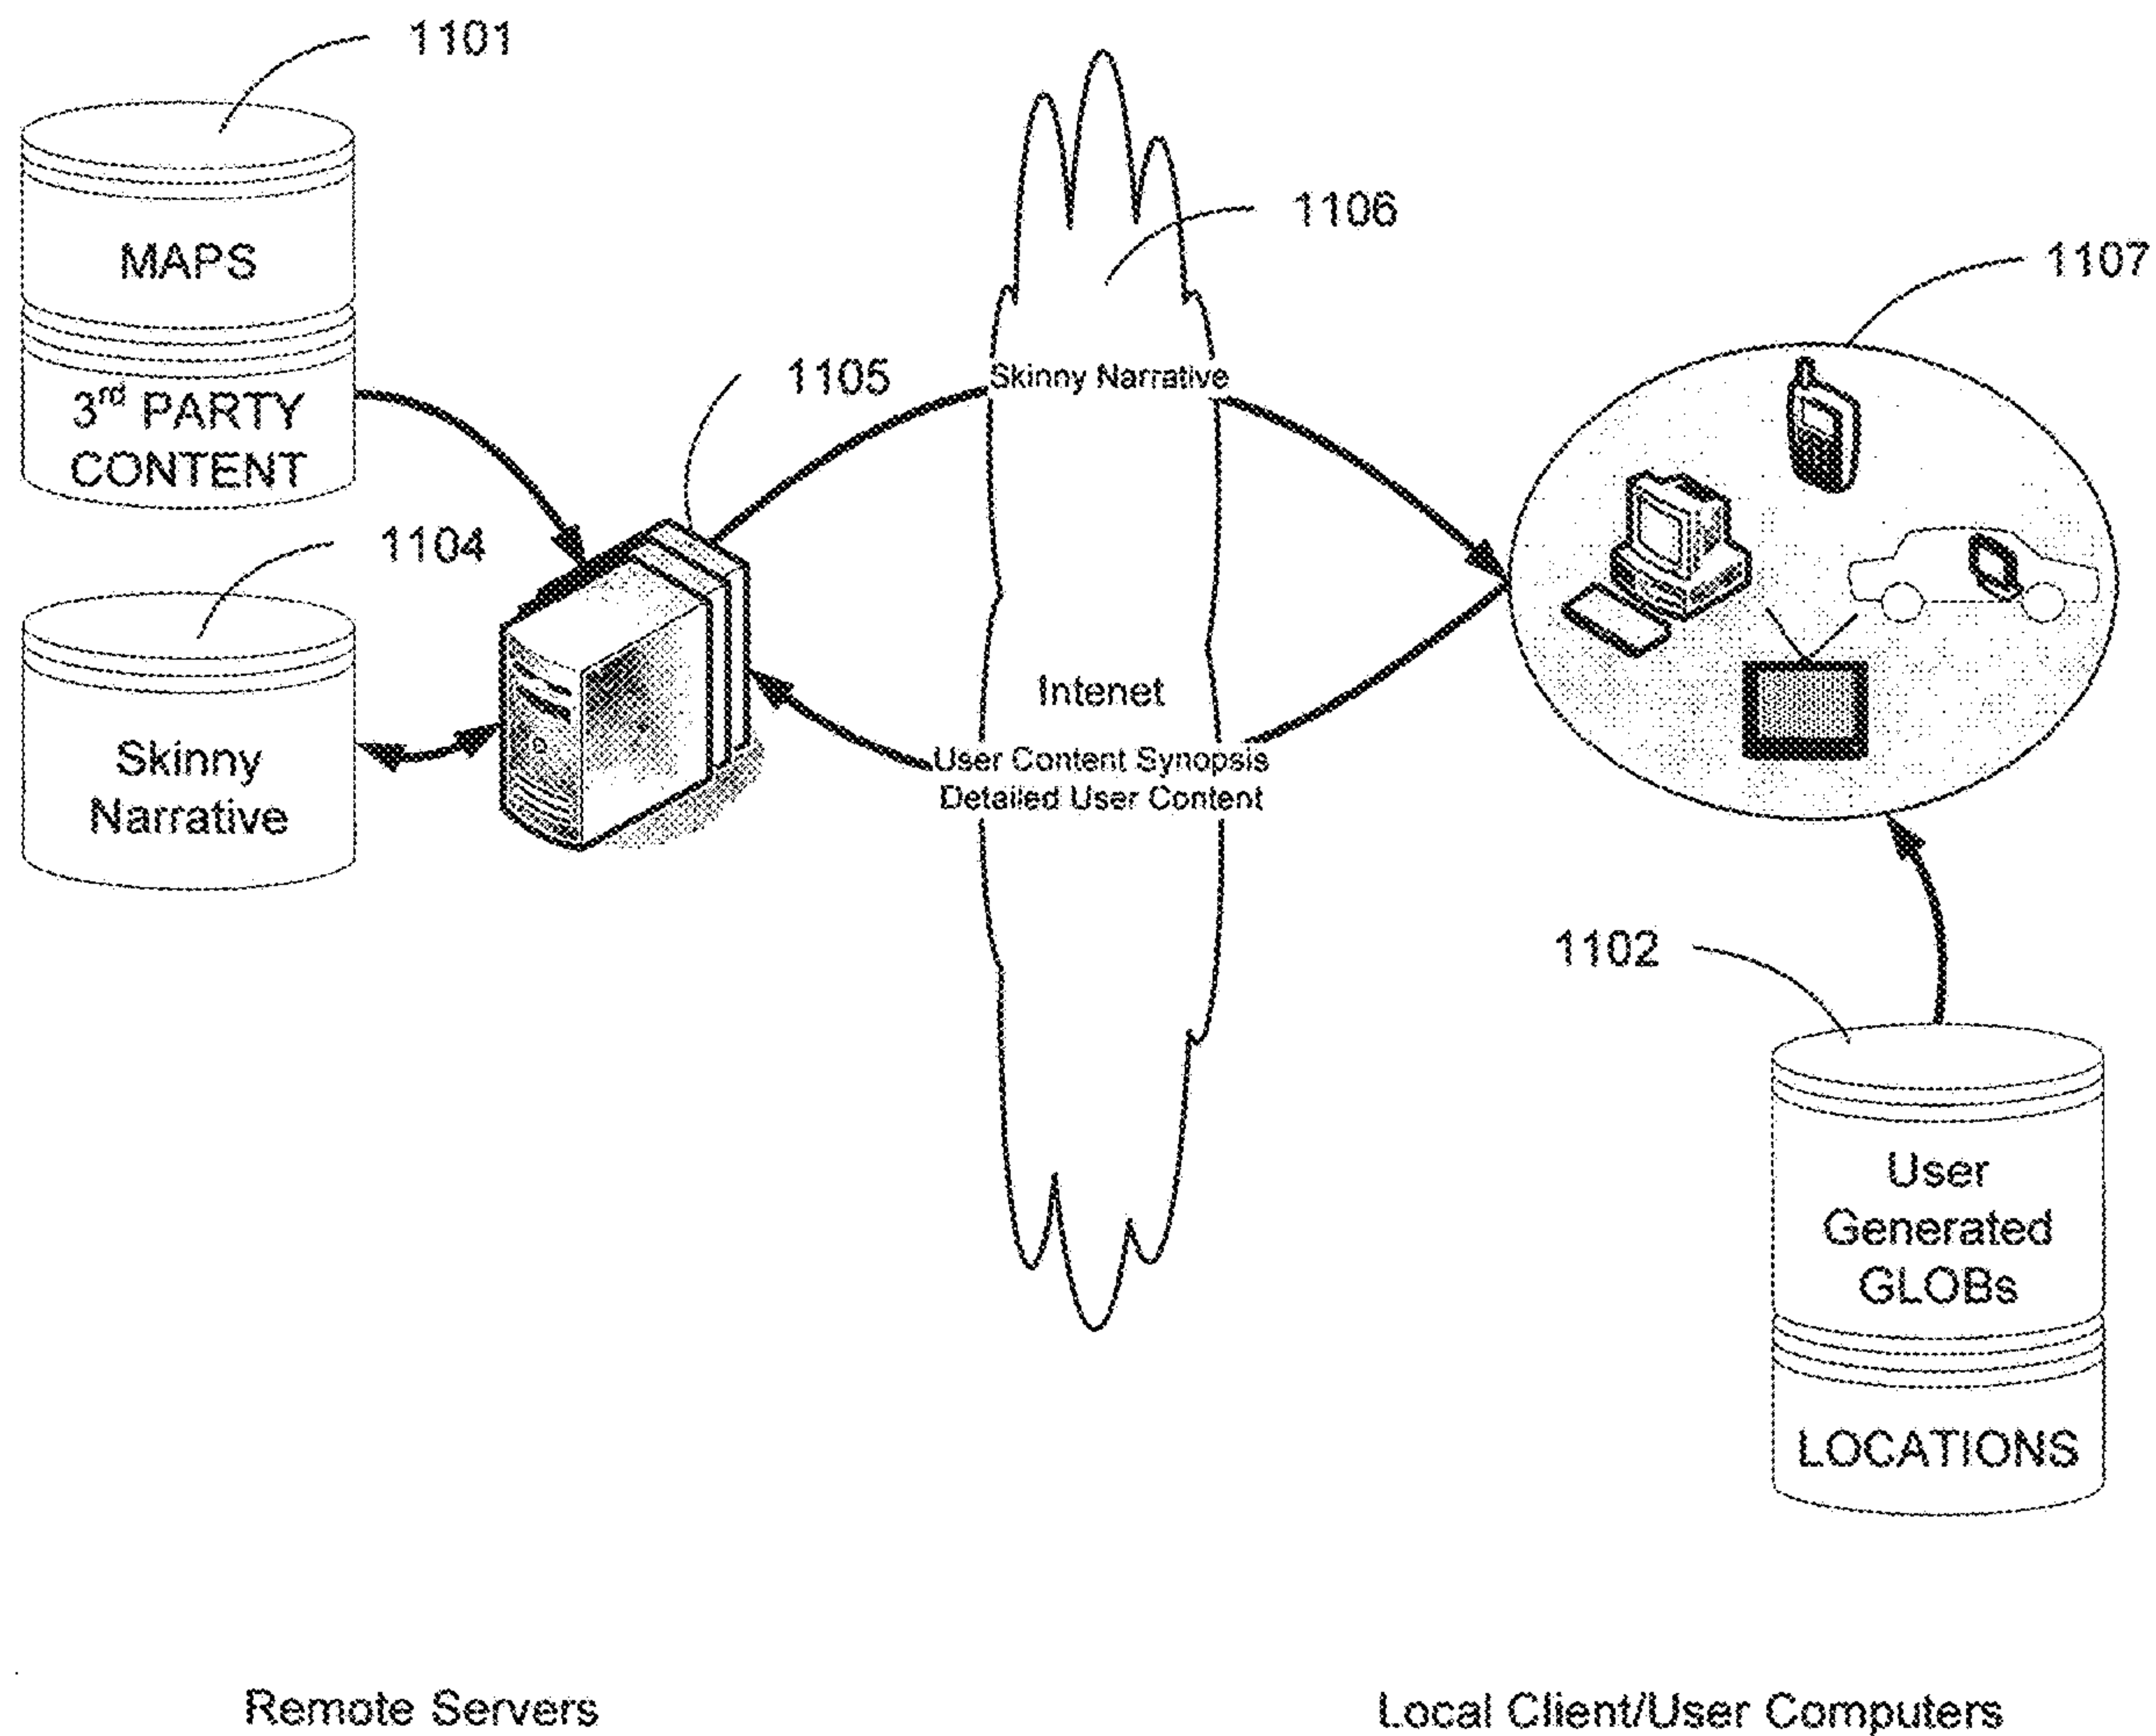 1101
MAPS
3rd PARTY
CONTENT
1104
Skinny
Narrative
1105
1106
Skinny Narrative
Intenet
User Content Synopsis
Detailed User Content
1107
1102
User
Generated
GLOBs
LOCATIONS
Remote Servers
Local Client/User Computers